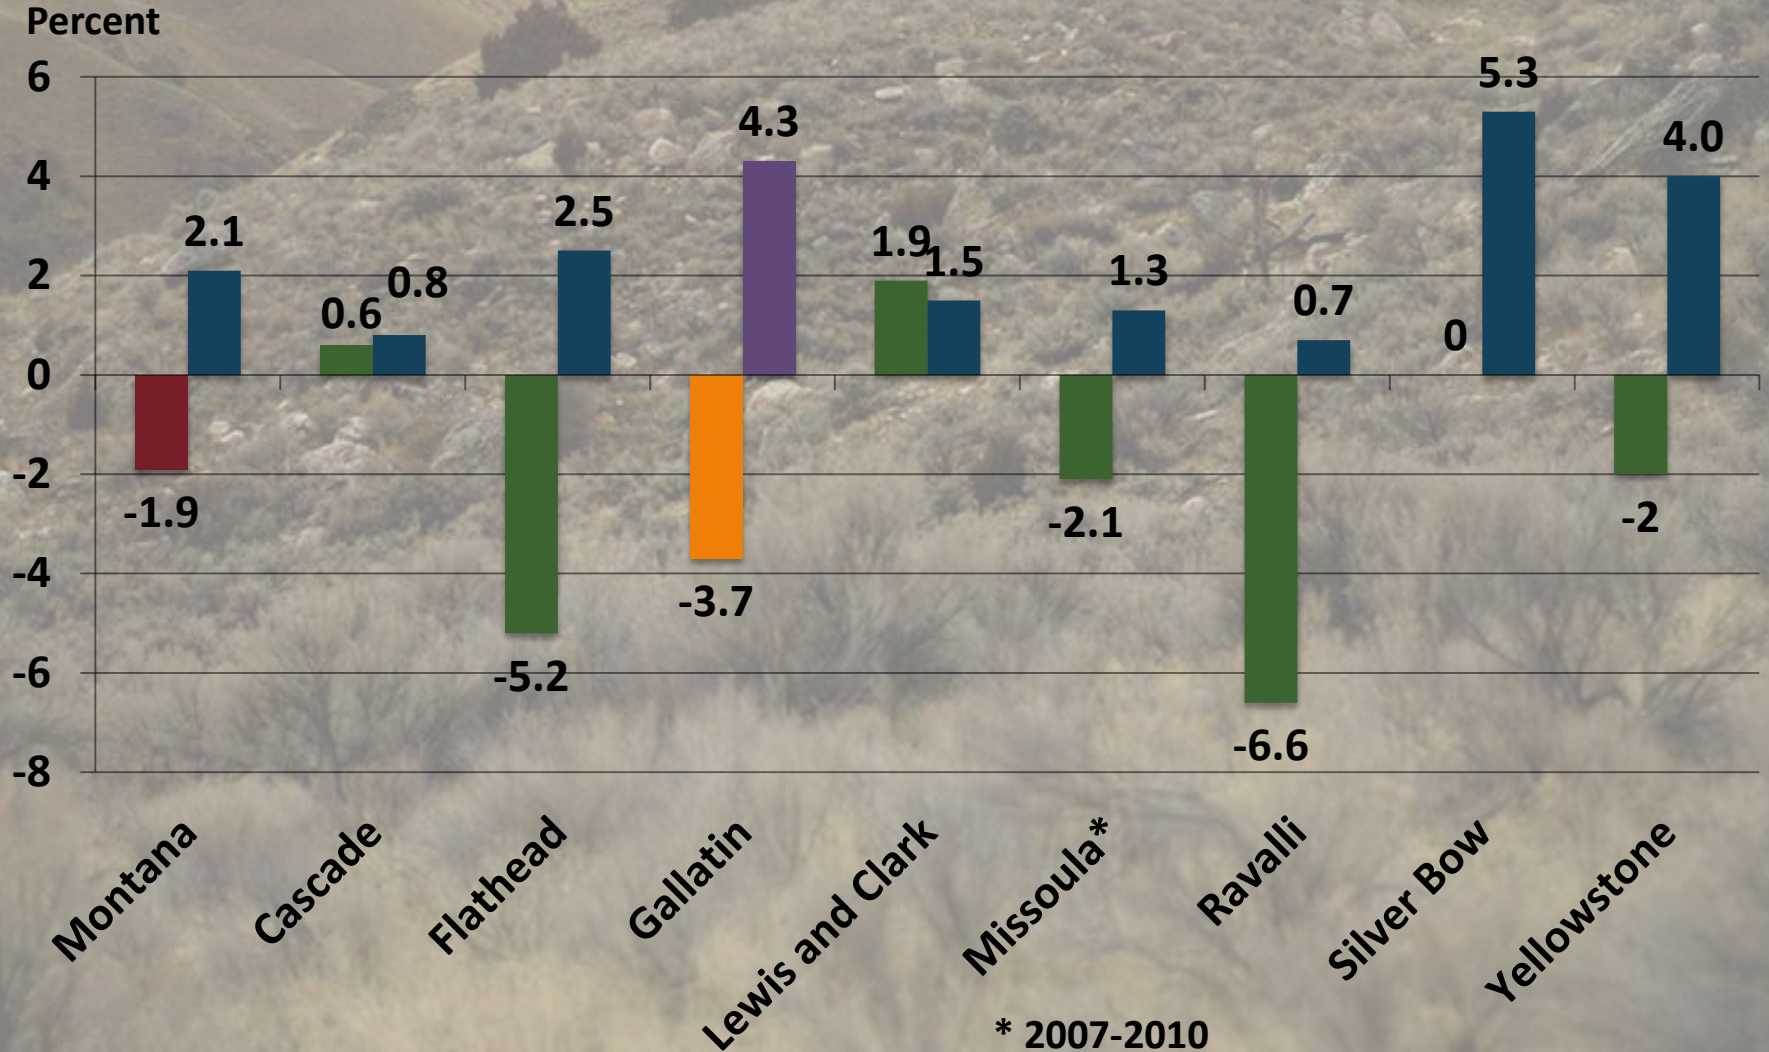 Percent
6
4
2
0
-2
-4
-6
-8
-1.9
2.1
0.6
0.8
-5.2
2.5
-3.7
4.3
1.9
1.5
-2.1
1.3
-6.6
0.7
0
5.3
-2
4.0
Montana
Cascade
Flathead
Gallatin
Lewis and Clark
Missoula*
Ravalli
Silver Bow
Yellowstone
* 2007-2010